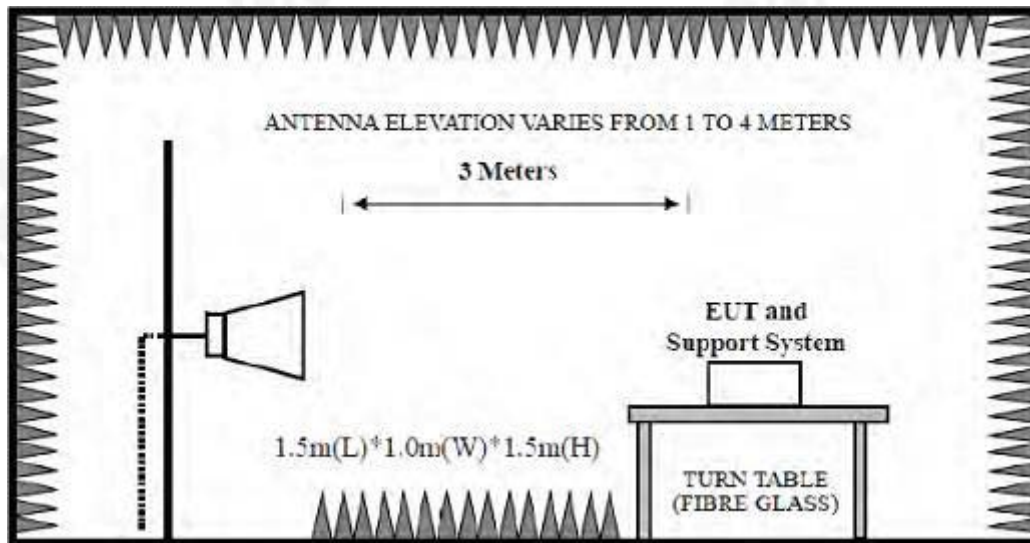 ANTENNA ELEVATION VARIES FROM 1 TO 4 METERS
3 Meters
EUT and
Support System
1.5m(L)*1.0m(W)*1.5m(H)
TURN TABLE
(FIBRE GLASS)